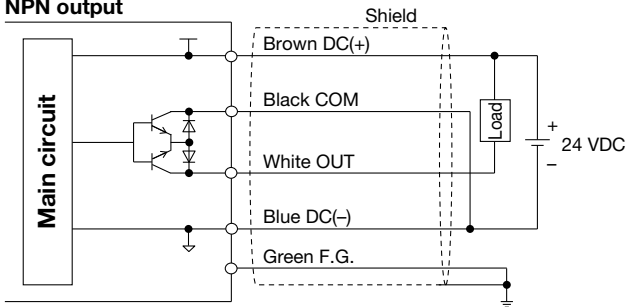 NPN output
Shield
Brown DC(+)
Black COM
Load
+
24 VDC
–
Main circuit
White OUT
Blue DC(–)
Green F.G.